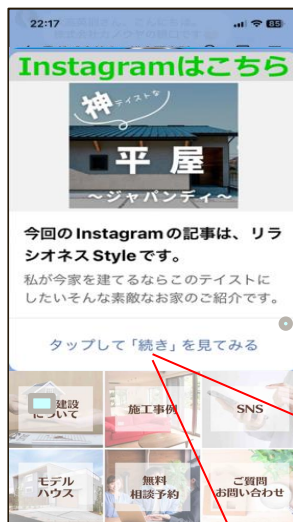 22:17
65
Instagramはこちら
神テイストな
平屋
～ジャパンディ～
今回のInstagramの記事は、リラ
シオネスStyleです。
私が今家を建てるならこのテイストに
したいそんな素敵なお家のご紹介です。
タップして「続き」を見てみる
建設
について
施工事例
SNS
モデル
ハウス
無料
相談予約
ご質問
お問い合わせ